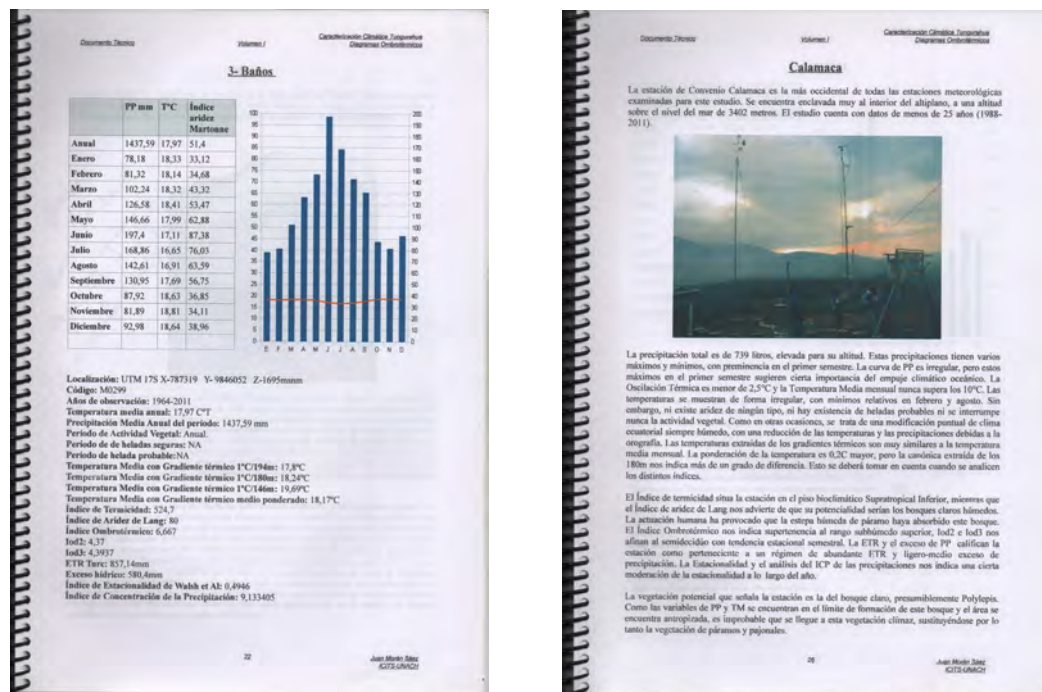 Documento Técnico
Volumen I
Caracterización Climática Tungurahua
Diagramas Ombrotérmicos
3- Baños
PP mm TºC Índice aridez Martonne
Anual 1437,59 17,97 51,4
Enero 78,18 18,33 33,12
Febrero 81,32 18,14 34,68
Marzo 102,24 18,32 43,32
Abril 126,58 18,41 53,47
Mayo 146,66 17,99 62,88
Junio 197,4 17,11 87,38
Julio 168,86 16,65 76,03
Agosto 142,61 16,91 63,59
Septiembre 130,95 17,69 56,75
Octubre 87,92 18,63 36,85
Noviembre 81,89 18,81 34,11
Diciembre 92,98 18,64 38,96
E F M A M J J A S O N D
Localización: UTM 17S X-787319 Y- 9846052 Z-1695msnm
Código: M0299
Años de observación: 1964-2011
Temperatura media anual: 17,97 CºT
Precipitación Media Anual del periodo: 1437,59 mm
Periodo de Actividad Vegetal: Anual.
Periodo de de heladas seguras: NA
Periodo de helada probable:NA
Temperatura Media con Gradiente térmico 1ºC/194m: 17,8ºC
Temperatura Media con Gradiente térmico 1ºC/180m: 18,24ºC
Temperatura Media con Gradiente térmico 1ºC/146m: 19,69ºC
Temperatura Media con Gradiente térmico medio ponderado: 18,17ºC
Índice de Termicidad: 524,7
Índice de Aridez de Lang: 80
Índice Ombrotérmico: 6,667
Iod2: 4,37
Iod3: 4,3937
ETR Turc: 857,14mm
Exceso hídrico: 580,4mm
Índice de Estacionalidad de Walsh et Al: 0,4946
Índice de Concentración de la Precipitación: 9,133405
22
Juan Morán Sáez
ICITS-UNACH
Documento Técnico
Volumen I
Caracterización Climática Tungurahua
Diagramas Ombrotérmicos
Calamaca
La estación de Convenio Calamaca es la más occidental de todas las estaciones meteorológicas
examinadas para este estudio. Se encuentra enclavada muy al interior del altiplano, a una altitud
sobre el nivel del mar de 3402 metros. El estudio cuenta con datos de menos de 25 años (1988-
2011).
La precipitación total es de 739 litros, elevada para su altitud. Estas precipitaciones tienen varios
máximos y mínimos, con preminencia en el primer semestre. La curva de PP es irregular, pero estos
máximos en el primer semestre sugieren cierta importancia del empuje climático oceánico. La
Oscilación Térmica es menor de 2,5ºC y la Temperatura Media mensual nunca supera los 10ºC. Las
temperaturas se muestran de forma irregular, con mínimos relativos en febrero y agosto. Sin
embargo, ni existe aridez de ningún tipo, ni hay existencia de heladas probables ni se interrumpe
nunca la actividad vegetal. Como en otras ocasiones, se trata de una modificación puntual de clima
ecuatorial siempre húmedo, con una reducción de las temperaturas y las precipitaciones debidas a la
orografía. Las temperaturas extraídas de los gradientes térmicos son muy similares a la temperatura
media mensual. La ponderación de la temperatura es 0,2C mayor, pero la canónica extraída de los
180m nos indica más de un grado de diferencia. Esto se deberá tomar en cuenta cuando se analicen
los distintos índices.
El Índice de termicidad situa la estación en el piso bioclimático Supratropical Inferior, mientras que
el Índice de aridez de Lang nos advierte de que su potencialidad serían los bosques claros húmedos.
La actuación humana ha provocado que la estepa húmeda de páramo haya absorbido este bosque.
El Índice Ombrotérmico nos indica supertenencia al rango subhúmedo superior, Iod2 e Iod3 nos
afinan al semidecidio con tendencia estacional semestral. La ETR y el exceso de PP califican la
estación como perteneciente a un régimen de abundante ETR y ligero-medio exceso de
precipitación. La Estacionalidad y el análisis del ICP de las precipitaciones nos indica una cierta
moderación de la estacionalidad a lo largo del año.
La vegetación potencial que señala la estación es la del bosque claro, presumiblemente Polylepis.
Como las variables de PP y TM se encuentran en el límite de formación de este bosque y el área se
encuentra antropizada, es improbable que se llegue a esta vegetación clímax, sustituyéndose por lo
tanto la vegetación de páramos y pajonales.
26
Juan Morán Sáez
ICITS-UNACH